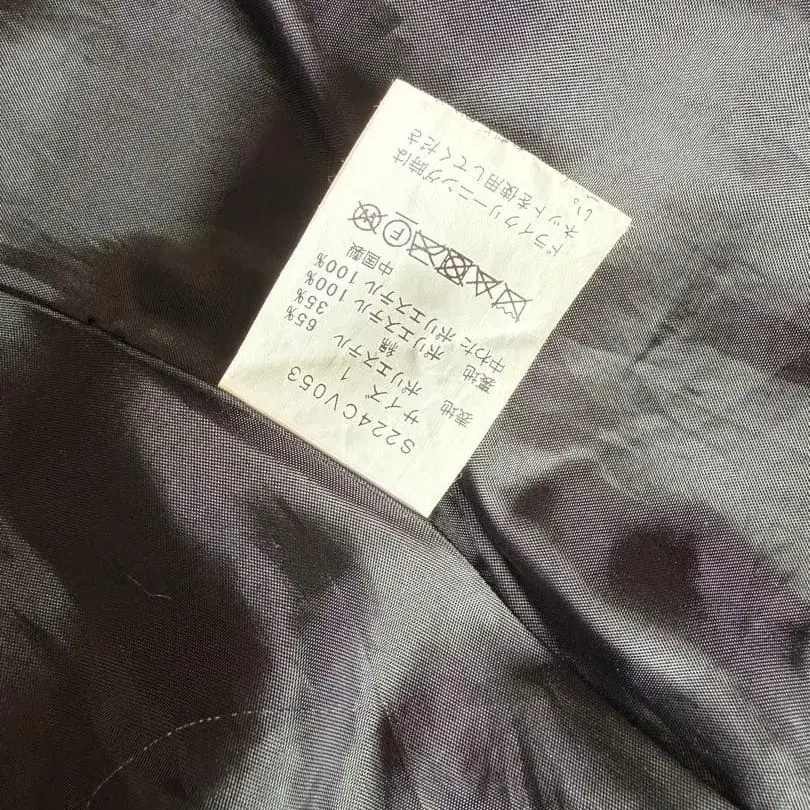 S224CV053
サイズ 1
表地 ポリエステル 65%
綿 35%
裏地 ポリエステル 100%
中わた ポリエステル 100%
中国製
F
ドライクリーニング時は
ネットを使用してくださ
い。